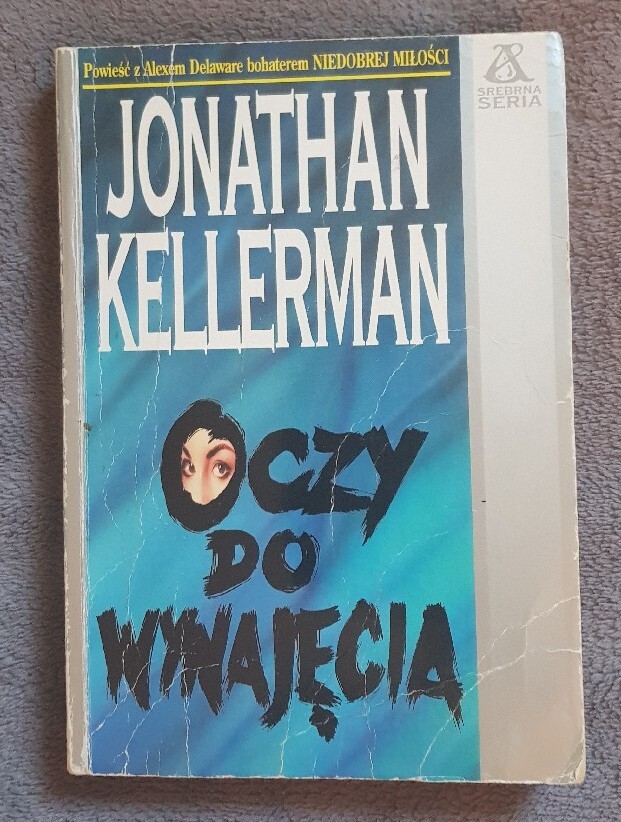 Powieść z Alexem Delaware bohaterem NIEDOBREJ MIŁOŚCI
SREBRNA
SERIA
JONATHAN
KELLERMAN
OCZY
DO
WYNAJĘCIA